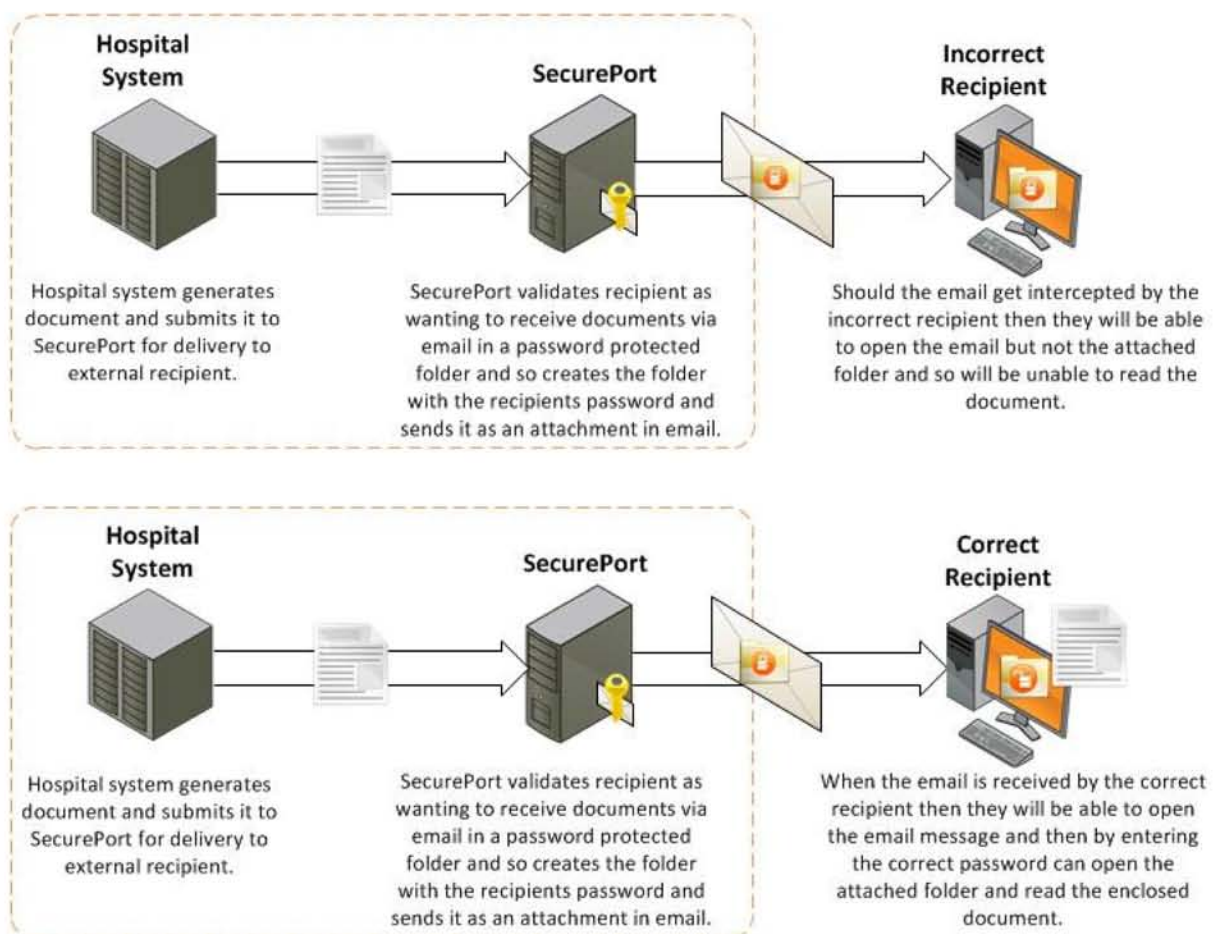 Hospital
System
SecurePort
Incorrect
Recipient
Hospital system generates
document and submits it to
SecurePort for delivery to
external recipient.
SecurePort validates recipient as
wanting to receive documents via
email in a password protected
folder and so creates the folder
with the recipients password and
sends it as an attachment in email.
Should the email get intercepted by the
incorrect recipient then they will be able
to open the email but not the attached
folder and so will be unable to read the
document.
Hospital
System
SecurePort
Correct
Recipient
Hospital system generates
document and submits it to
SecurePort for delivery to
external recipient.
SecurePort validates recipient as
wanting to receive documents via
email in a password protected
folder and so creates the folder
with the recipients password and
sends it as an attachment in email.
When the email is received by the correct
recipient then they will be able to open
the email message and then by entering
the correct password can open the
attached folder and read the enclosed
document.